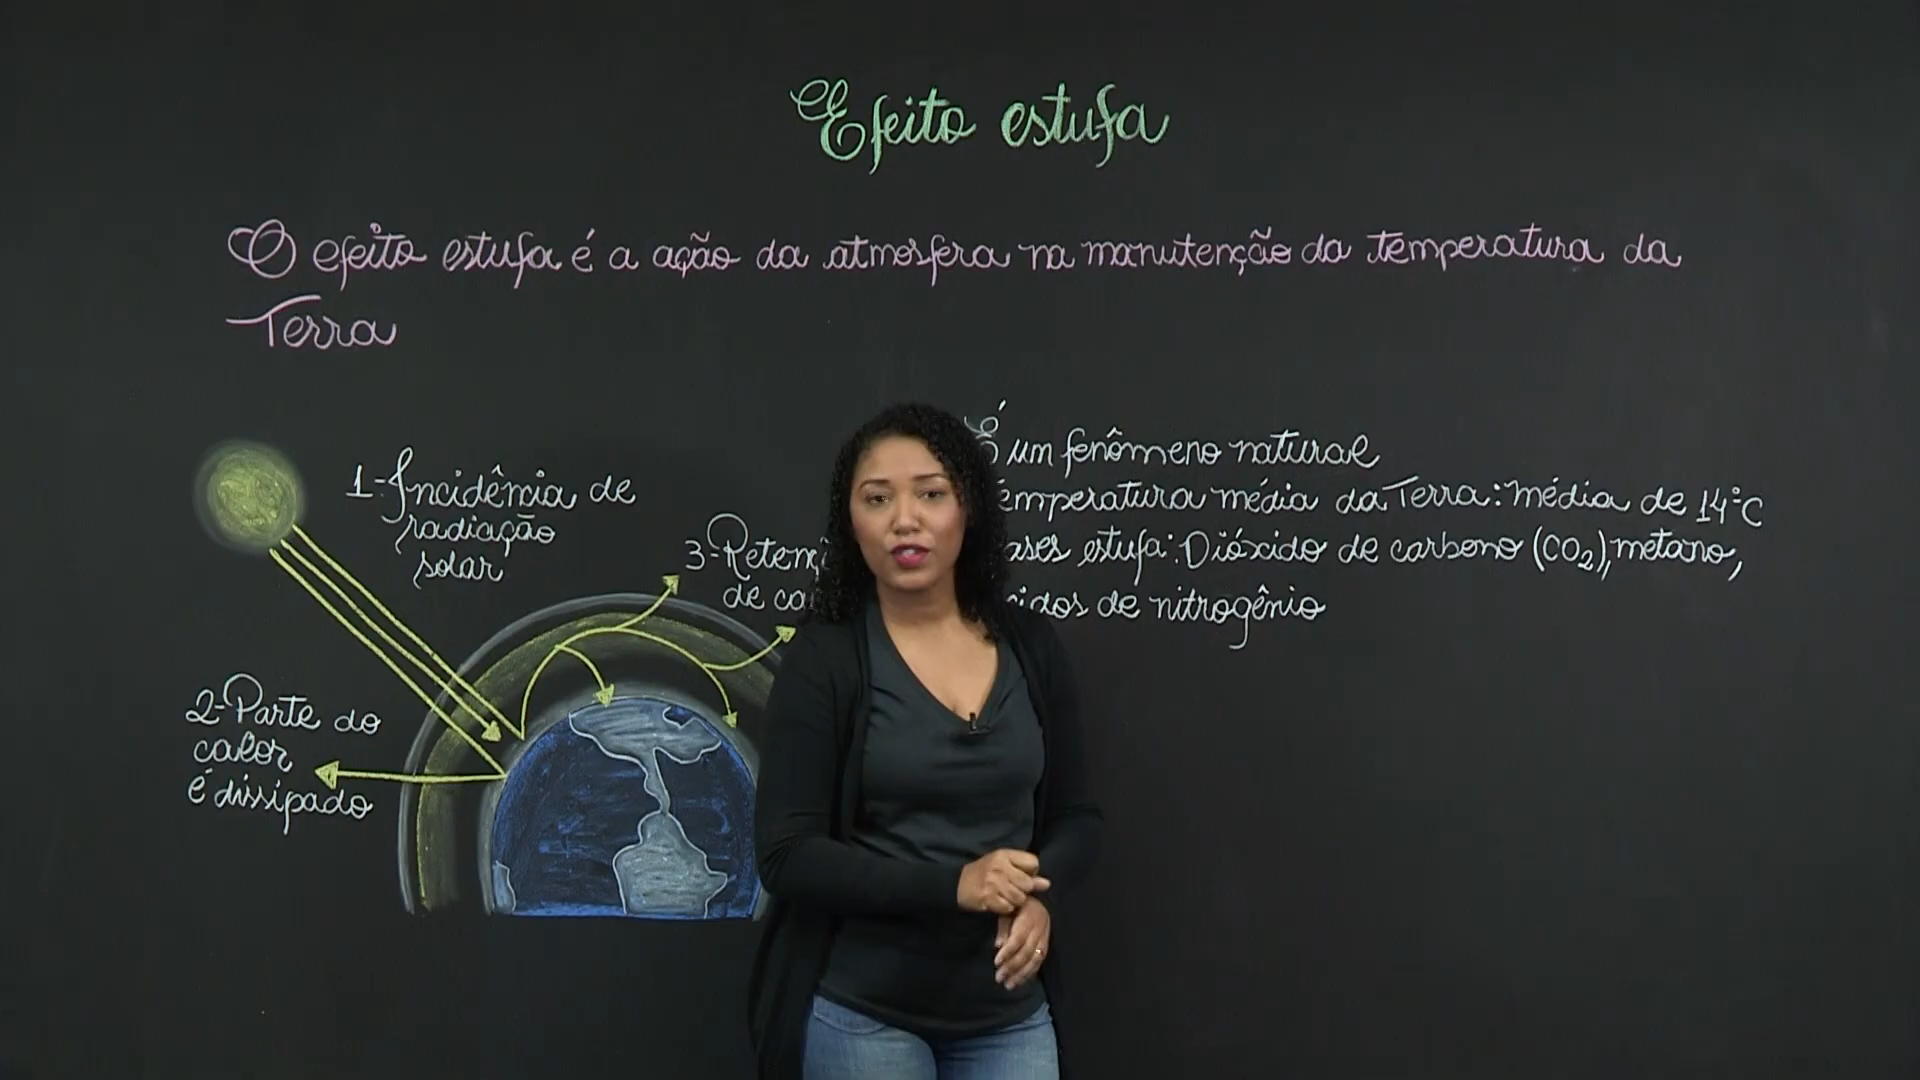 Efeito estufa
O efeito estufa é a ação da atmosfera na manutenção da temperatura da
Terra
1-Incidência de
radiação
solar
2-Parte do
calor
é dissipado
3-Retenç
de ca
É um fenômeno natural
emperatura média da Terra: média de 14°C
ases estufa: Dióxido de carbono (CO₂), metano,
cidos de nitrogênio